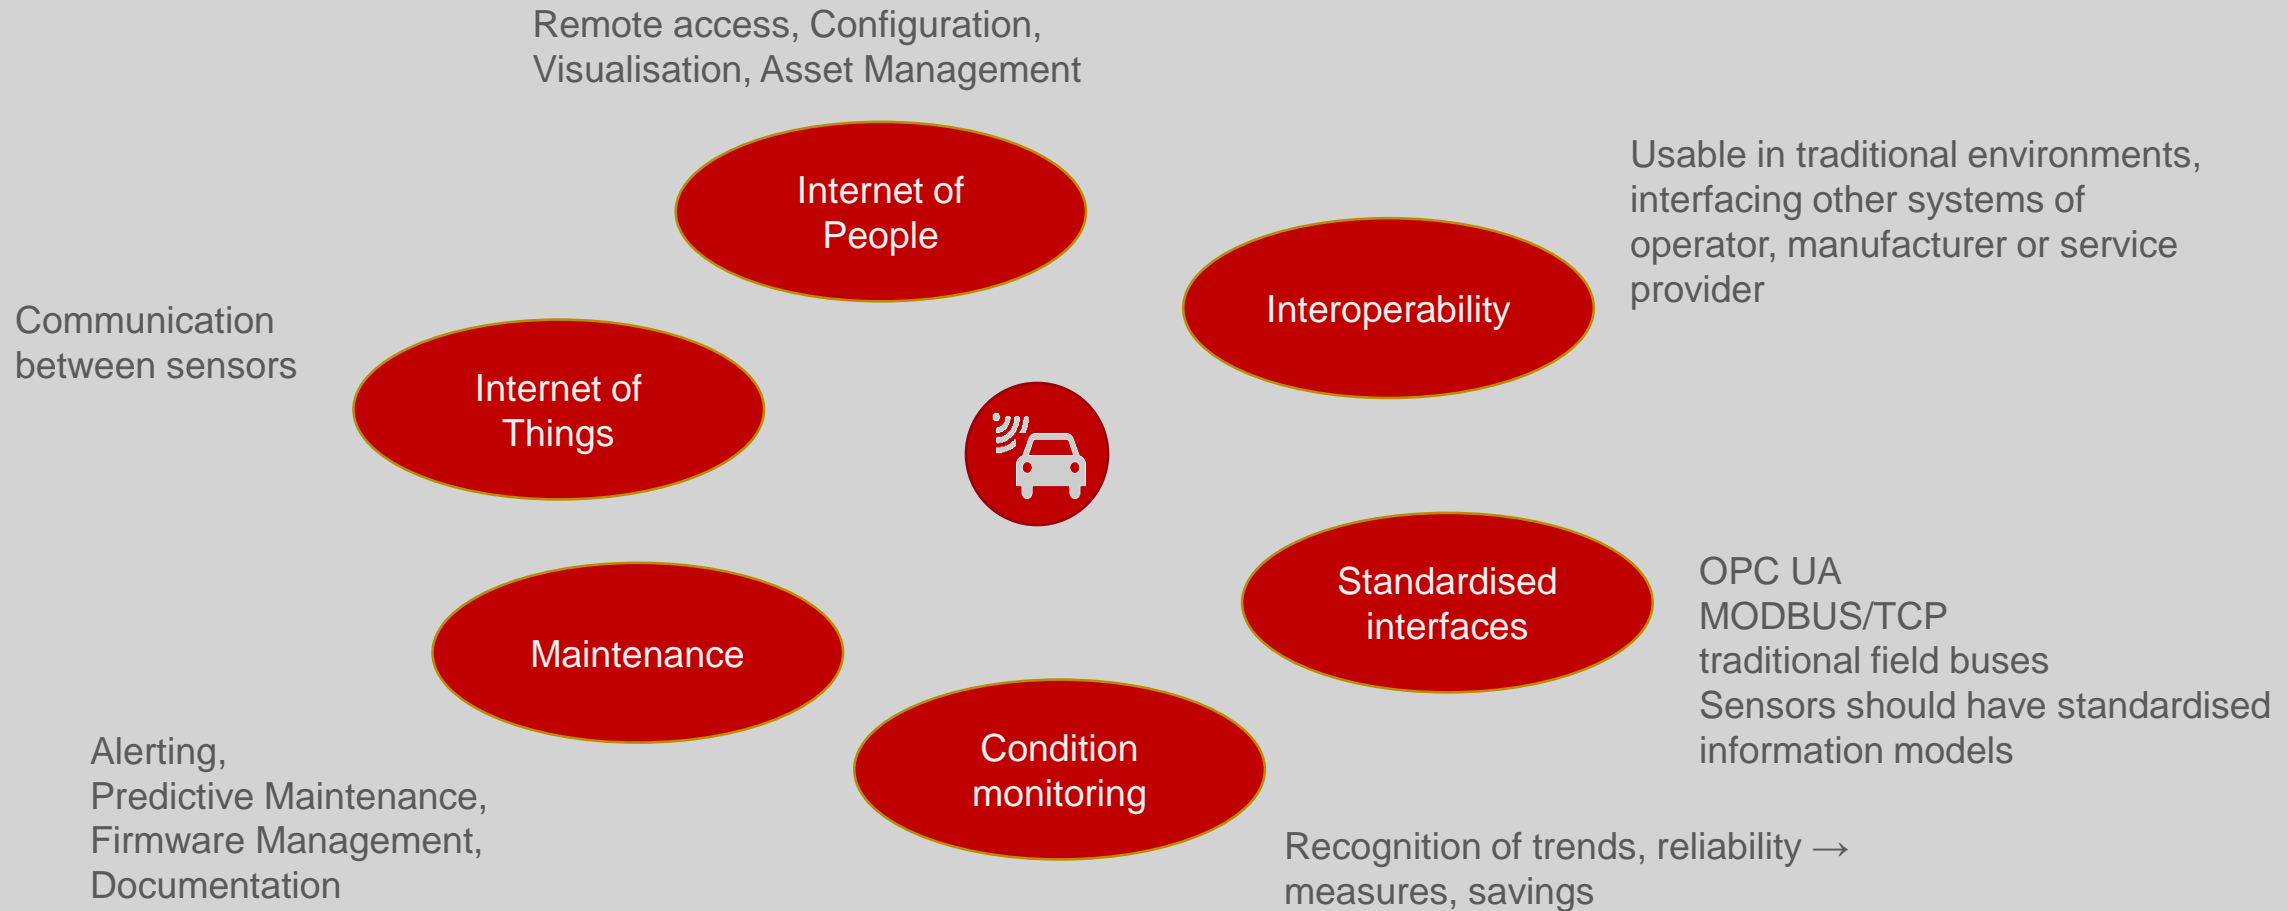 Remote access, Configuration,
Visualisation, Asset Management
Internet of
People
Usable in traditional environments,
interfacing other systems of
operator, manufacturer or service
provider
Interoperability
Communication
between sensors
Internet of
Things
Standardised
interfaces
OPC UA
MODBUS/TCP
traditional field buses
Sensors should have standardised
information models
Maintenance
Alerting,
Predictive Maintenance,
Firmware Management,
Documentation
Condition
monitoring
Recognition of trends, reliability →
measures, savings